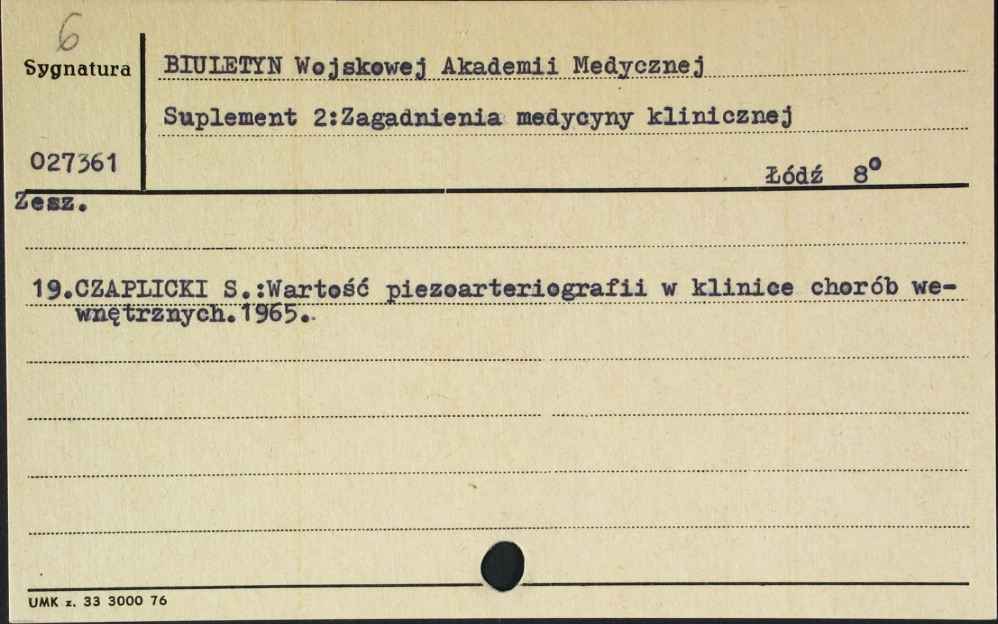 6
Sygnatura
BIULETYN Wojskowej Akademii Medycznej
Suplement 2:Zagadnienia medycyny klinicznej
027361
Łódź 8°
Zesz.
19.CZAPLICKI S.:Wartość piezoarteriografii w klinice chorób we-
wnętrznych.1965.
UMK z. 33 3000 76